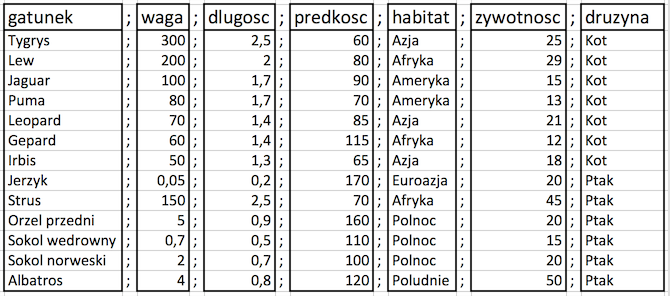 gatunek ; waga ; dlugosc ; predkosc ; habitat ; zywotnosc ; druzyna
Tygrys ; 300 ; 2,5 ; 60 ; Azja ; 25 ; Kot
Lew ; 200 ; 2 ; 80 ; Afryka ; 29 ; Kot
Jaguar ; 100 ; 1,7 ; 90 ; Ameryka ; 15 ; Kot
Puma ; 80 ; 1,7 ; 70 ; Ameryka ; 13 ; Kot
Leopard ; 70 ; 1,4 ; 85 ; Azja ; 21 ; Kot
Gepard ; 60 ; 1,4 ; 115 ; Afryka ; 12 ; Kot
Irbis ; 50 ; 1,3 ; 65 ; Azja ; 18 ; Kot
Jerzyk ; 0,05 ; 0,2 ; 170 ; Euroazja ; 20 ; Ptak
Strus ; 150 ; 2,5 ; 70 ; Afryka ; 45 ; Ptak
Orzel przedni ; 5 ; 0,9 ; 160 ; Polnoc ; 20 ; Ptak
Sokol wedrowny ; 0,7 ; 0,5 ; 110 ; Polnoc ; 15 ; Ptak
Sokol norweski ; 2 ; 0,7 ; 100 ; Polnoc ; 20 ; Ptak
Albatros ; 4 ; 0,8 ; 120 ; Poludnie ; 50 ; Ptak